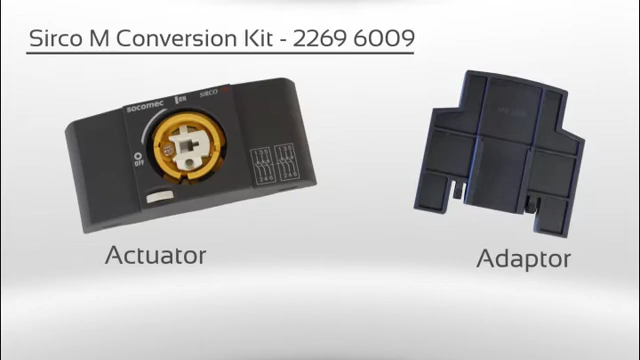 Sirco M Conversion Kit - 2269 6009
socomec
I ON
SIRCO
O
OFF
Actuator
Adaptor